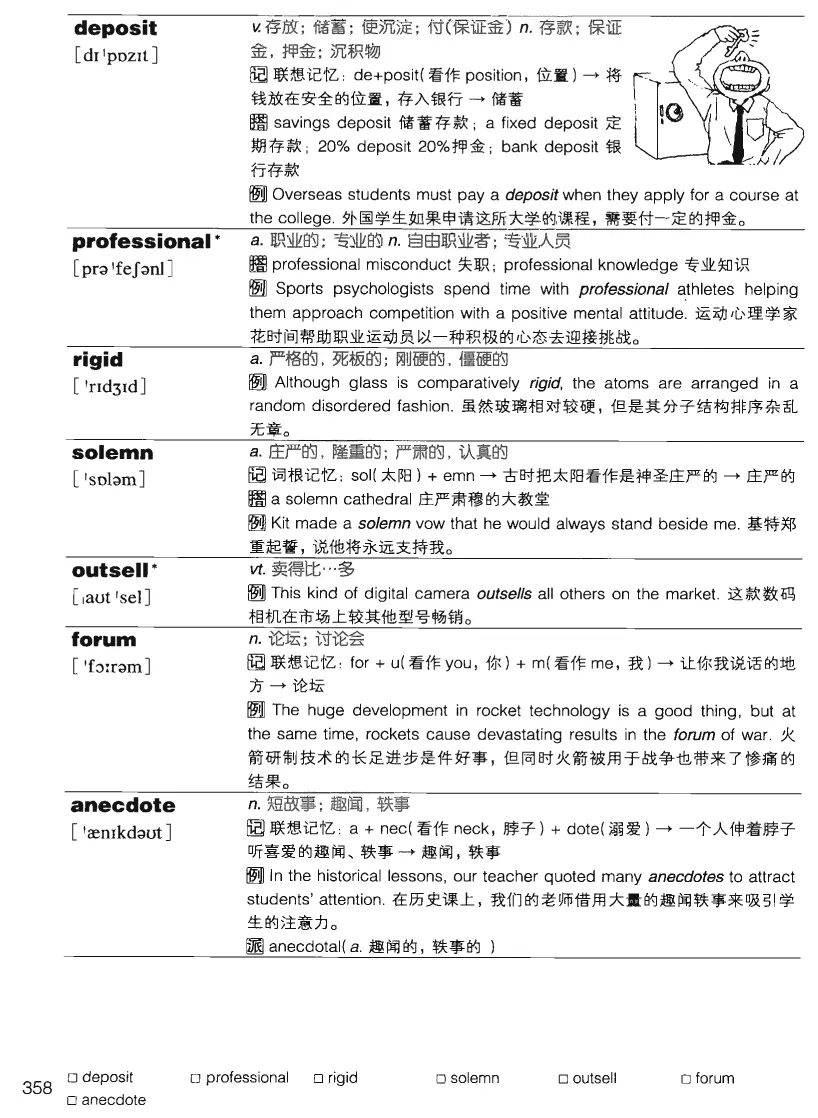 deposit
[dɪˈpɒzɪt]
v. 存放；储蓄；使沉淀；付(保证金) n. 存款；保证
金，押金；沉积物
记 联想记忆：de+posit(看作 position，位置) → 将
钱放在安全的位置，存入银行 → 储蓄
搭 savings deposit 储蓄存款；a fixed deposit 定
期存款；20% deposit 20%押金；bank deposit 银
行存款
例 Overseas students must pay a deposit when they apply for a course at
the college. 外国学生如果申请这所大学的课程，需要付一定的押金。
professional*
[prəˈfeʃənl]
a. 职业的；专业的 n. 自由职业者；专业人员
搭 professional misconduct 失职；professional knowledge 专业知识
例 Sports psychologists spend time with professional athletes helping
them approach competition with a positive mental attitude. 运动心理学家
花时间帮助职业运动员以一种积极的心态去迎接挑战。
rigid
[ˈrɪdʒɪd]
a. 严格的，死板的；刚硬的，僵硬的
例 Although glass is comparatively rigid, the atoms are arranged in a
random disordered fashion. 虽然玻璃相对较硬，但是其分子结构排序杂乱
无章。
solemn
[ˈsɒləm]
a. 庄严的，隆重的；严肃的，认真的
记 词根记忆：sol(太阳) + emn → 古时把太阳看作是神圣庄严的 → 庄严的
搭 a solemn cathedral 庄严肃穆的大教堂
例 Kit made a solemn vow that he would always stand beside me. 基特郑
重起誓，说他将永远支持我。
outsell*
[ˌaʊtˈsel]
vt. 卖得比…多
例 This kind of digital camera outsells all others on the market. 这款数码
相机在市场上较其他型号畅销。
forum
[ˈfɔːrəm]
n. 论坛；讨论会
记 联想记忆：for + u(看作 you，你) + m(看作 me，我) → 让你我说话的地
方 → 论坛
例 The huge development in rocket technology is a good thing, but at
the same time, rockets cause devastating results in the forum of war. 火
箭研制技术的长足进步是件好事，但同时火箭被用于战争也带来了惨痛的
结果。
anecdote
[ˈænɪkdəʊt]
n. 短故事；趣闻，轶事
记 联想记忆：a + nec(看作 neck，脖子) + dote(溺爱) → 一个人伸着脖子
听喜爱的趣闻、轶事 → 趣闻，轶事
例 In the historical lessons, our teacher quoted many anecdotes to attract
students' attention. 在历史课上，我们的老师借用大量的趣闻轶事来吸引学
生的注意力。
派 anecdotal(a. 趣闻的，轶事的 )
358
□ deposit □ professional □ rigid □ solemn □ outsell □ forum
□ anecdote